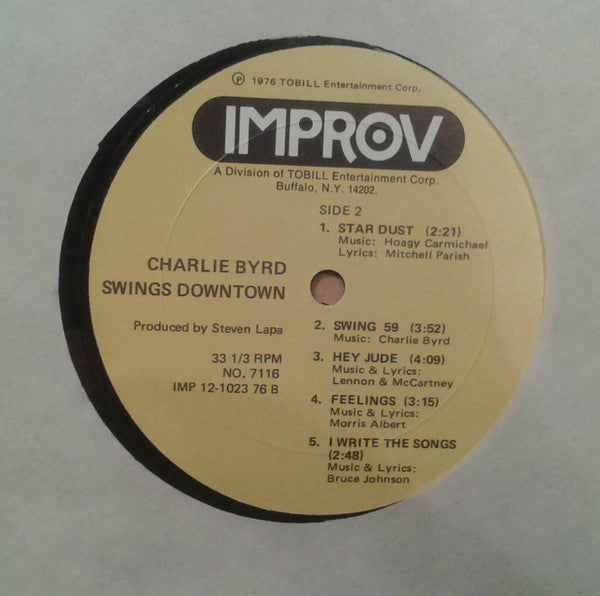 ℗ 1976 TOBILL Entertainment Corp.
IMPROV
A Division of TOBILL Entertainment Corp.
Buffalo, N.Y. 14202.
SIDE 2
1. STAR DUST (2:21)
Music: Hoagy Carmichael
Lyrics: Mitchell Parish
CHARLIE BYRD
SWINGS DOWNTOWN
Produced by Steven Lapa
33 1/3 RPM
NO. 7116
IMP 12-1023 76 B
2. SWING 59 (3:52)
Music: Charlie Byrd
3. HEY JUDE (4:09)
Music & Lyrics:
Lennon & McCartney
4. FEELINGS (3:15)
Music & Lyrics:
Morris Albert
5. I WRITE THE SONGS
(2:48)
Music & Lyrics:
Bruce Johnson